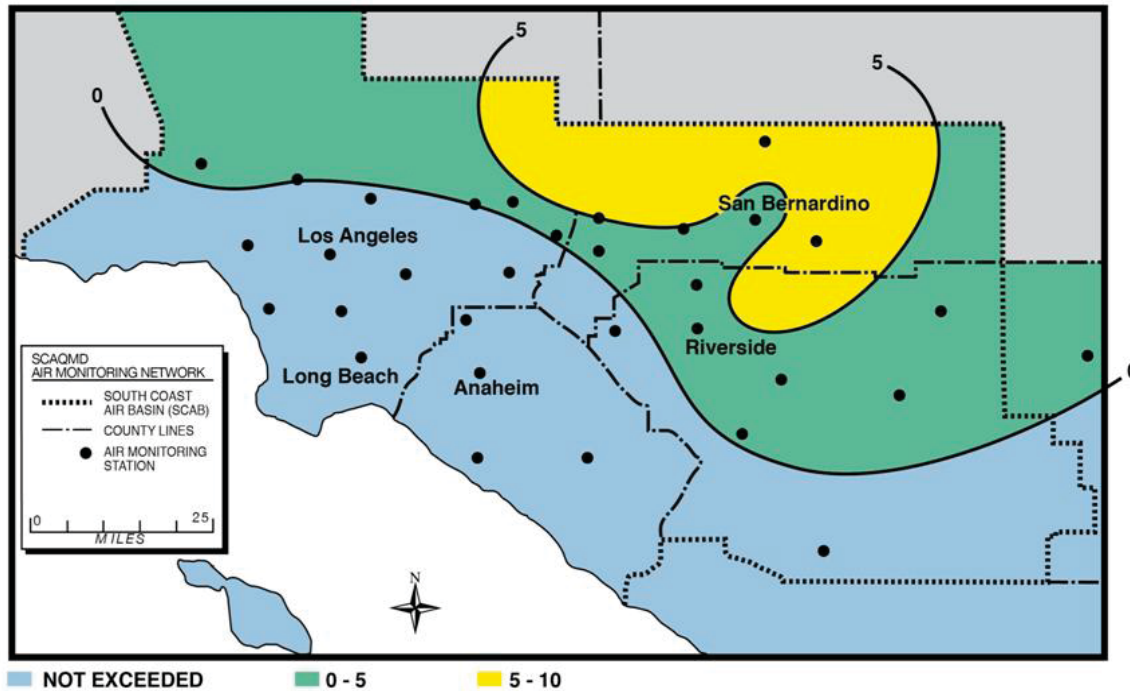 5
5
0
San Bernardino
Los Angeles
Riverside
Long Beach
Anaheim
0
SCAQMD
AIR MONITORING NETWORK
SOUTH COAST
AIR BASIN (SCAB)
COUNTY LINES
AIR MONITORING
STATION
0 25
MILES
N
NOT EXCEEDED 0 - 5 5 - 10